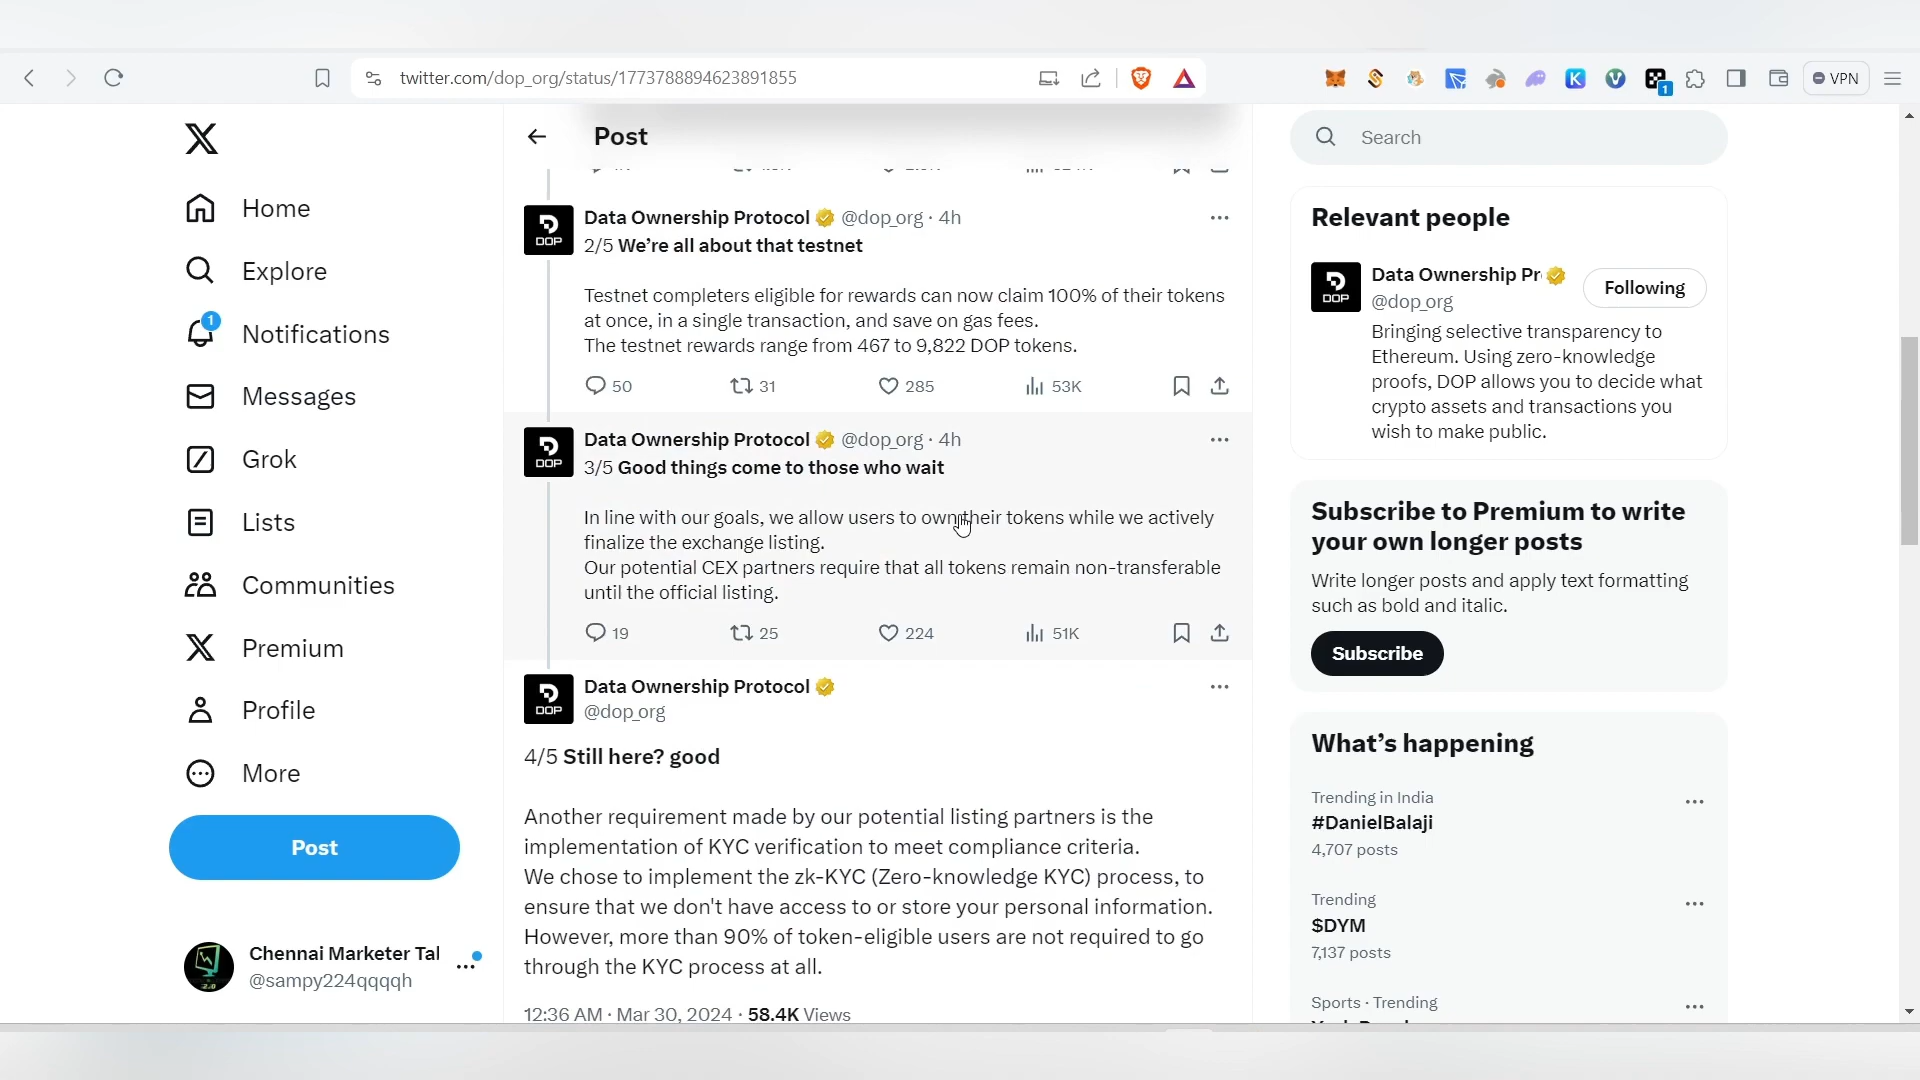 twitter.com/dop_org/status/1773788894623891855
1
VPN
Post
Search
Home
Explore
1
Notifications
Messages
Grok
Lists
Communities
Premium
Profile
More
Post
Chennai Marketer Tal
@sampy224qqqqh
DOP
Data Ownership Protocol @dop_org · 4h
2/5 We're all about that testnet
Testnet completers eligible for rewards can now claim 100% of their tokens
at once, in a single transaction, and save on gas fees.
The testnet rewards range from 467 to 9,822 DOP tokens.
50 31 285 53K
DOP
Data Ownership Protocol @dop_org · 4h
3/5 Good things come to those who wait
In line with our goals, we allow users to own their tokens while we actively
finalize the exchange listing.
Our potential CEX partners require that all tokens remain non-transferable
until the official listing.
19 25 224 51K
DOP
Data Ownership Protocol
@dop_org
4/5 Still here? good
Another requirement made by our potential listing partners is the
implementation of KYC verification to meet compliance criteria.
We chose to implement the zk-KYC (Zero-knowledge KYC) process, to
ensure that we don't have access to or store your personal information.
However, more than 90% of token-eligible users are not required to go
through the KYC process at all.
12:36 AM · Mar 30, 2024 · 58.4K Views
Relevant people
DOP
Data Ownership Pr
@dop_org
Following
Bringing selective transparency to
Ethereum. Using zero-knowledge
proofs, DOP allows you to decide what
crypto assets and transactions you
wish to make public.
Subscribe to Premium to write
your own longer posts
Write longer posts and apply text formatting
such as bold and italic.
Subscribe
What's happening
Trending in India
#DanielBalaji
4,707 posts
Trending
$DYM
7,137 posts
Sports · Trending